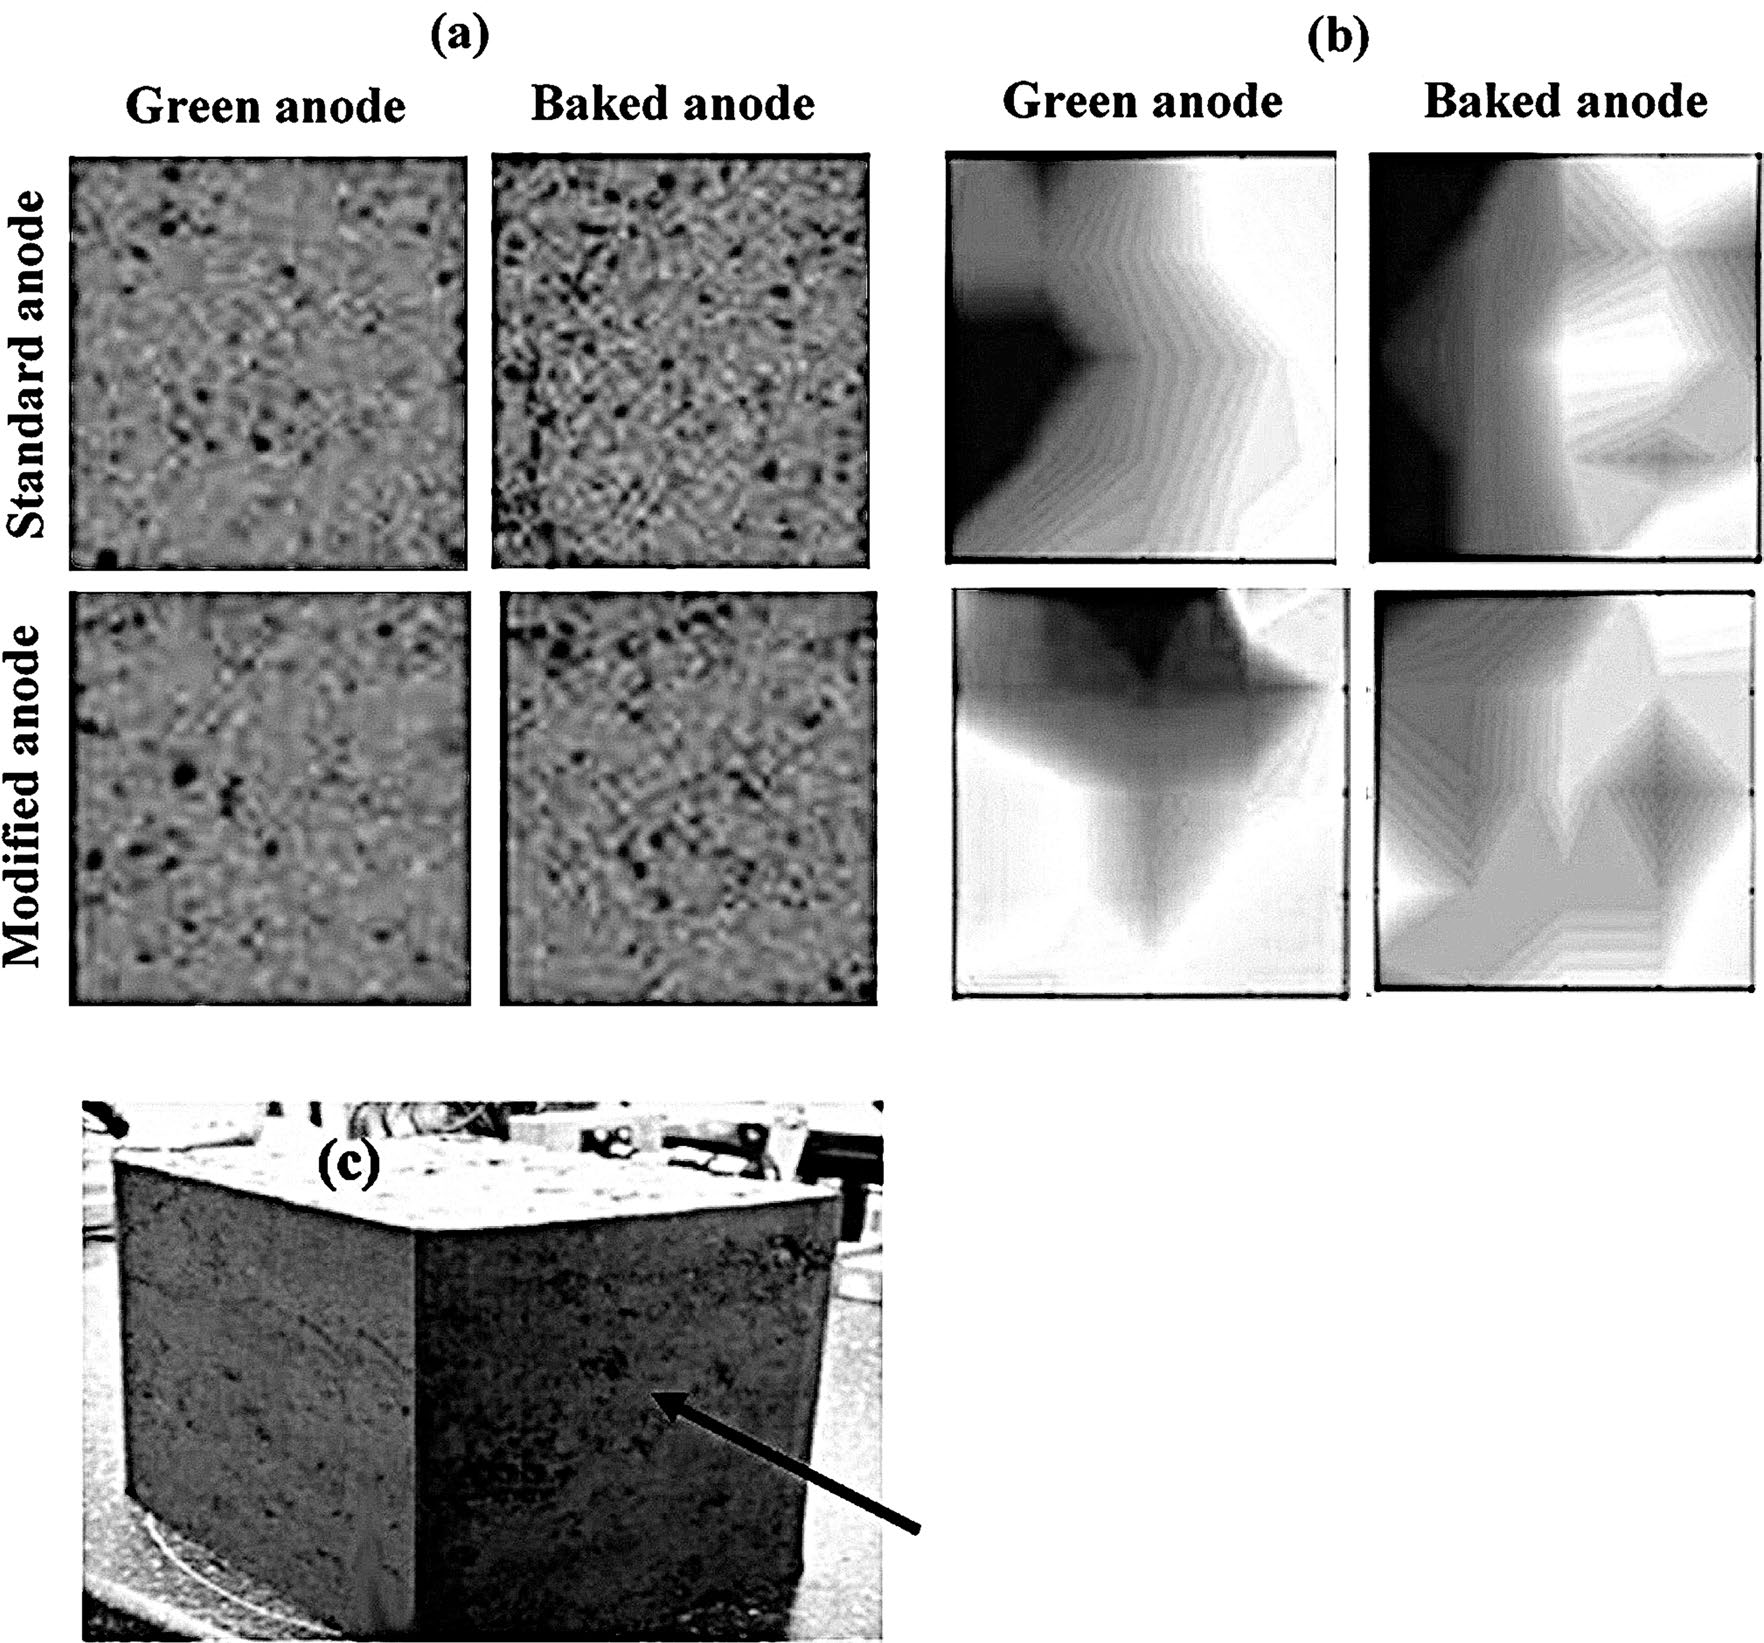 (a)
(b)
Green anode
Baked anode
Green anode
Baked anode
Standard anode
Modified anode
(c)